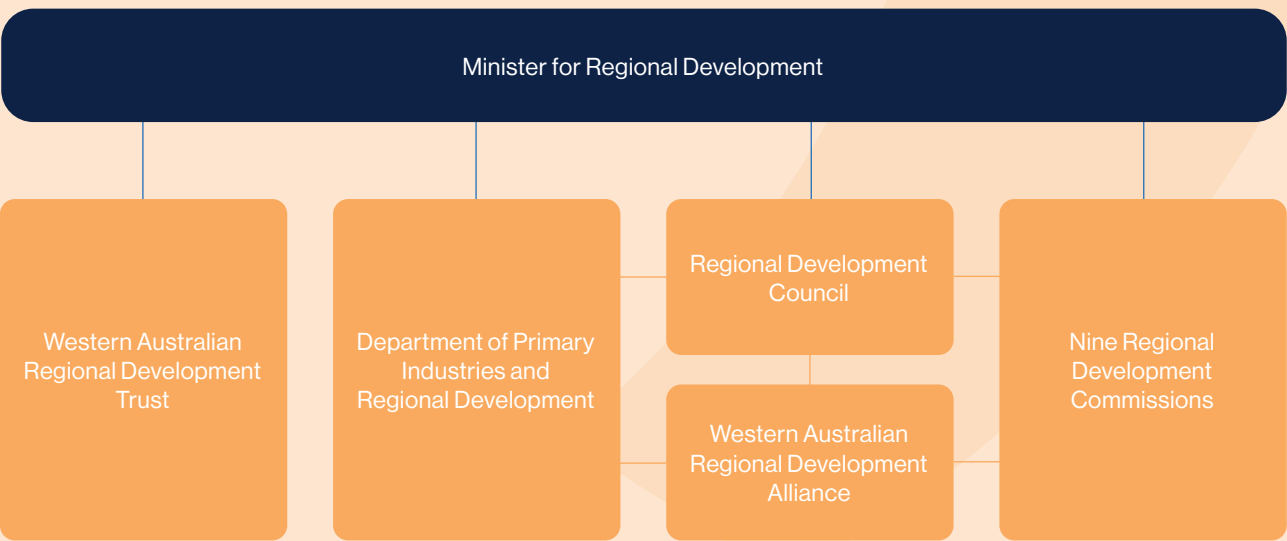 Minister for Regional Development
Western Australian
Regional Development
Trust
Department of Primary
Industries and
Regional Development
Regional Development
Council
Western Australian
Regional Development
Alliance
Nine Regional
Development
Commissions